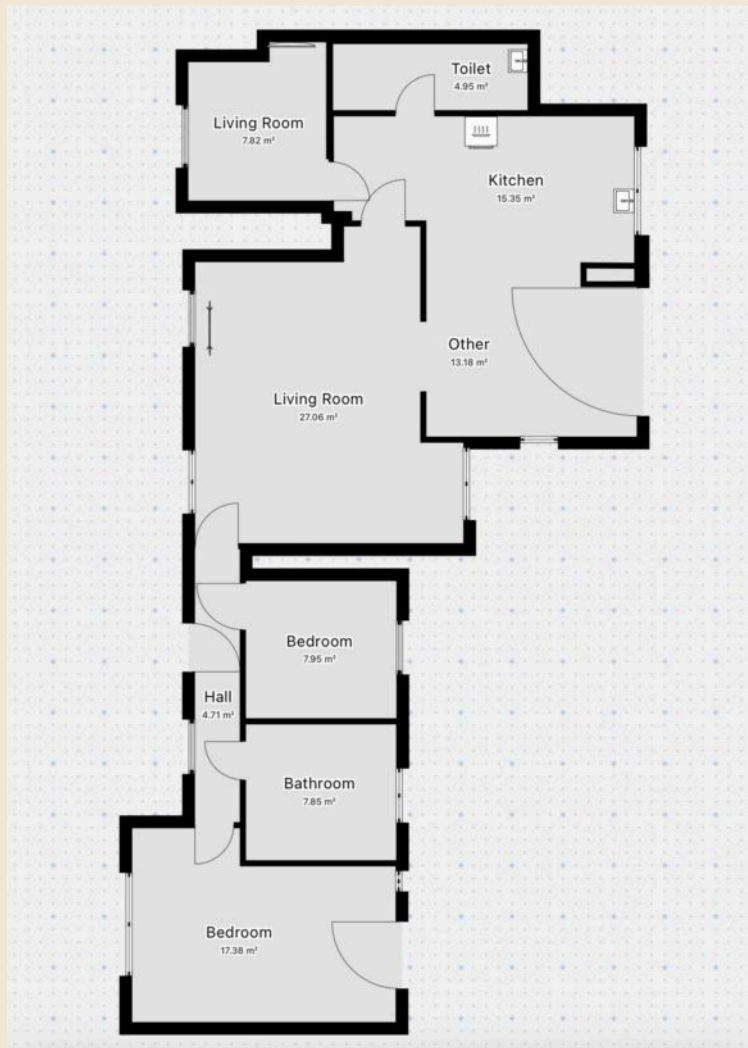 Toilet
4.95 m²
Living Room
7.82 m²
Kitchen
15.35 m²
Other
13.18 m²
Living Room
27.06 m²
Bedroom
7.95 m²
Hall
4.71 m²
Bathroom
7.85 m²
Bedroom
17.38 m²